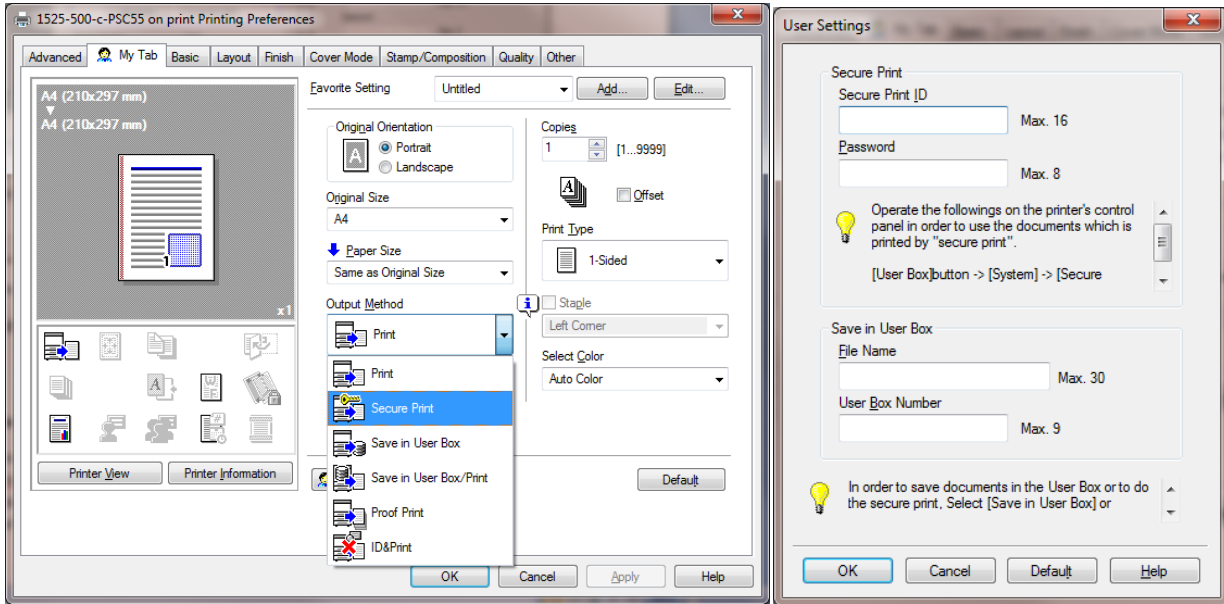 1525-500-c-PSC55 on print Printing Preferences
Advanced My Tab Basic Layout Finish Cover Mode Stamp/Composition Quality Other
A4 (210x297 mm)
A4 (210x297 mm)
1
x1
Printer View Printer Information
Favorite Setting Untitled Add... Edit...
Original Orientation
A
Portrait
Landscape
Original Size
A4
Paper Size
Same as Original Size
Output Method
Print
Print
Secure Print
Save in User Box
Save in User Box/Print
Proof Print
ID&Print
Copies
1 [1...9999]
A
Offset
Print Type
1-Sided
Staple
Left Corner
Select Color
Auto Color
Default
OK Cancel Apply Help
User Settings
Secure Print
Secure Print ID
Max. 16
Password
Max. 8
Operate the followings on the printer's control
panel in order to use the documents which is
printed by "secure print".
[User Box]button -> [System] -> [Secure
Save in User Box
File Name
Max. 30
User Box Number
Max. 9
In order to save documents in the User Box or to do
the secure print, Select [Save in User Box] or
OK Cancel Default Help